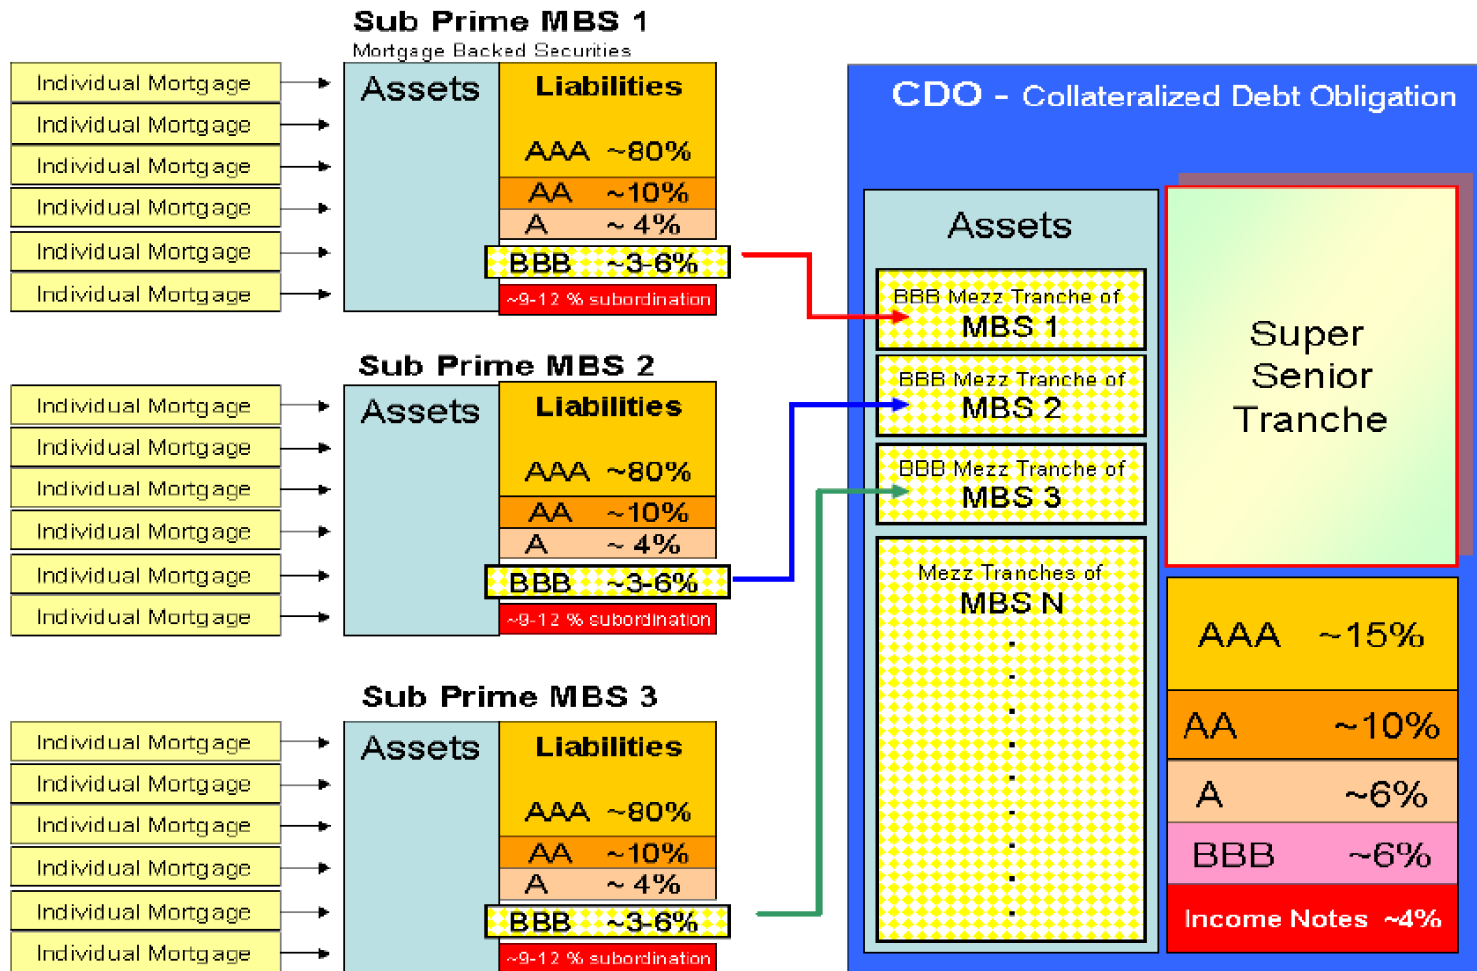 Sub Prime MBS 1
Mortgage Backed Securities
Individual Mortgage
Individual Mortgage
Individual Mortgage
Individual Mortgage
Individual Mortgage
Individual Mortgage
Assets
Liabilities
AAA ~80%
AA ~10%
A ~ 4%
BBB ~3-6%
~9-12 % subordination
Sub Prime MBS 2
Individual Mortgage
Individual Mortgage
Individual Mortgage
Individual Mortgage
Individual Mortgage
Individual Mortgage
Assets
Liabilities
AAA ~80%
AA ~10%
A ~ 4%
BBB ~3-6%
~9-12 % subordination
Sub Prime MBS 3
Individual Mortgage
Individual Mortgage
Individual Mortgage
Individual Mortgage
Individual Mortgage
Individual Mortgage
Assets
Liabilities
AAA ~80%
AA ~10%
A ~ 4%
BBB ~3-6%
~9-12 % subordination
CDO - Collateralized Debt Obligation
Assets
BBB Mezz Tranche of
MBS 1
BBB Mezz Tranche of
MBS 2
BBB Mezz Tranche of
MBS 3
Mezz Tranches of
MBS N
Super
Senior
Tranche
AAA ~15%
AA ~10%
A ~6%
BBB ~6%
Income Notes ~4%